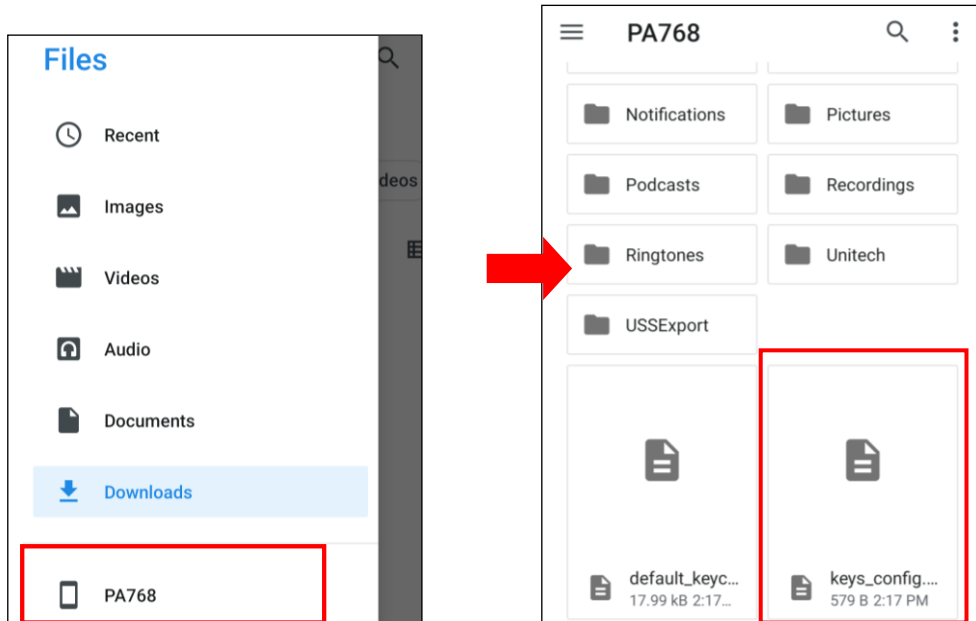 Files
Recent
deos
Images
Videos
Audio
Documents
Downloads
PA768
PA768
Notifications
Pictures
Podcasts
Recordings
Ringtones
Unitech
USSExport
default_keyc...
17.99 kB 2:17...
keys_config....
579 B 2:17 PM